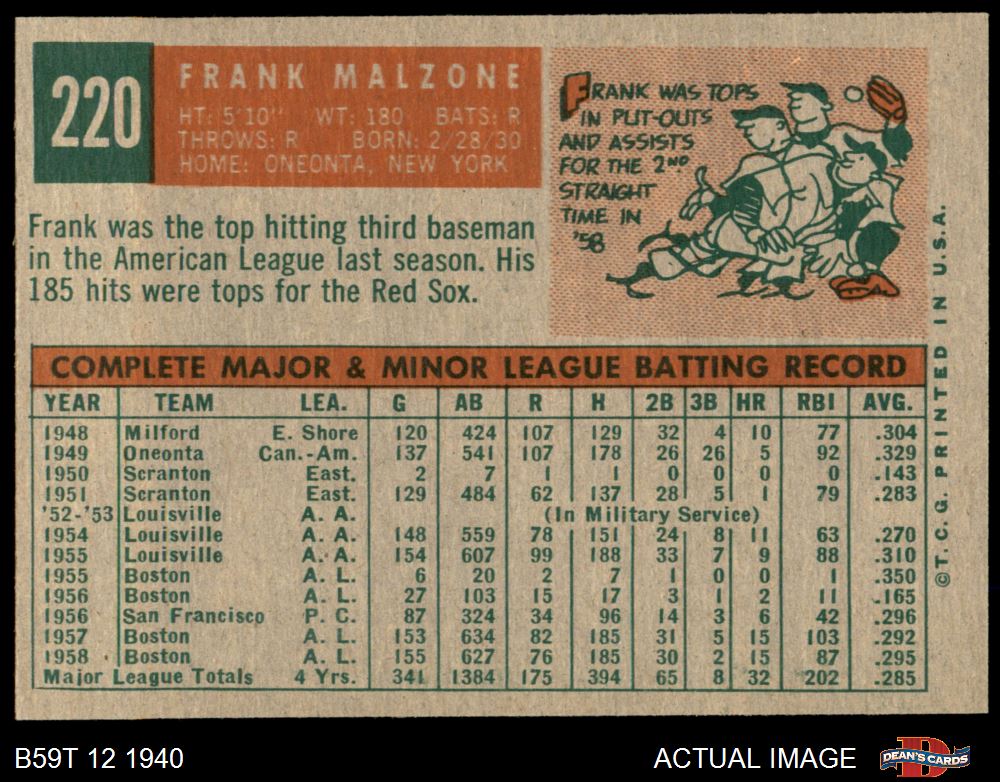 220
FRANK MALZONE
HT: 5'10" WT: 180 BATS: R
THROWS: R BORN: 2/28/30
HOME: ONEONTA, NEW YORK
Frank was the top hitting third baseman
in the American League last season. His
185 hits were tops for the Red Sox.
FRANK WAS TOPS
IN PUT-OUTS
AND ASSISTS
FOR THE 2ND.
STRAIGHT
TIME IN
'58
COMPLETE MAJOR & MINOR LEAGUE BATTING RECORD
YEAR TEAM LEA. G AB R H 2B 3B HR RBI AVG.
1948 Milford E. Shore 120 424 107 129 32 4 10 77 .304
1949 Oneonta Can.-Am. 137 541 107 178 26 26 5 92 .329
1950 Scranton East. 2 7 1 1 0 0 0 0 .143
1951 Scranton East. 129 484 62 137 28 5 1 79 .283
'52-'53 Louisville A. A. (In Military Service)
1954 Louisville A. A. 148 559 78 151 24 8 11 63 .270
1955 Louisville A. A. 154 607 99 188 33 7 9 88 .310
1955 Boston A. L. 6 20 2 7 1 0 0 1 .350
1956 Boston A. L. 27 103 15 17 3 1 2 11 .165
1956 San Francisco P. C. 87 324 34 96 14 3 6 42 .296
1957 Boston A. L. 153 634 82 185 31 5 15 103 .292
1958 Boston A. L. 155 627 76 185 30 2 15 87 .295
Major League Totals 4 Yrs. 341 1384 175 394 65 8 32 202 .285
©T.C.G. PRINTED IN U.S.A.
B59T 12 1940
ACTUAL IMAGE
DEAN'S CARDS